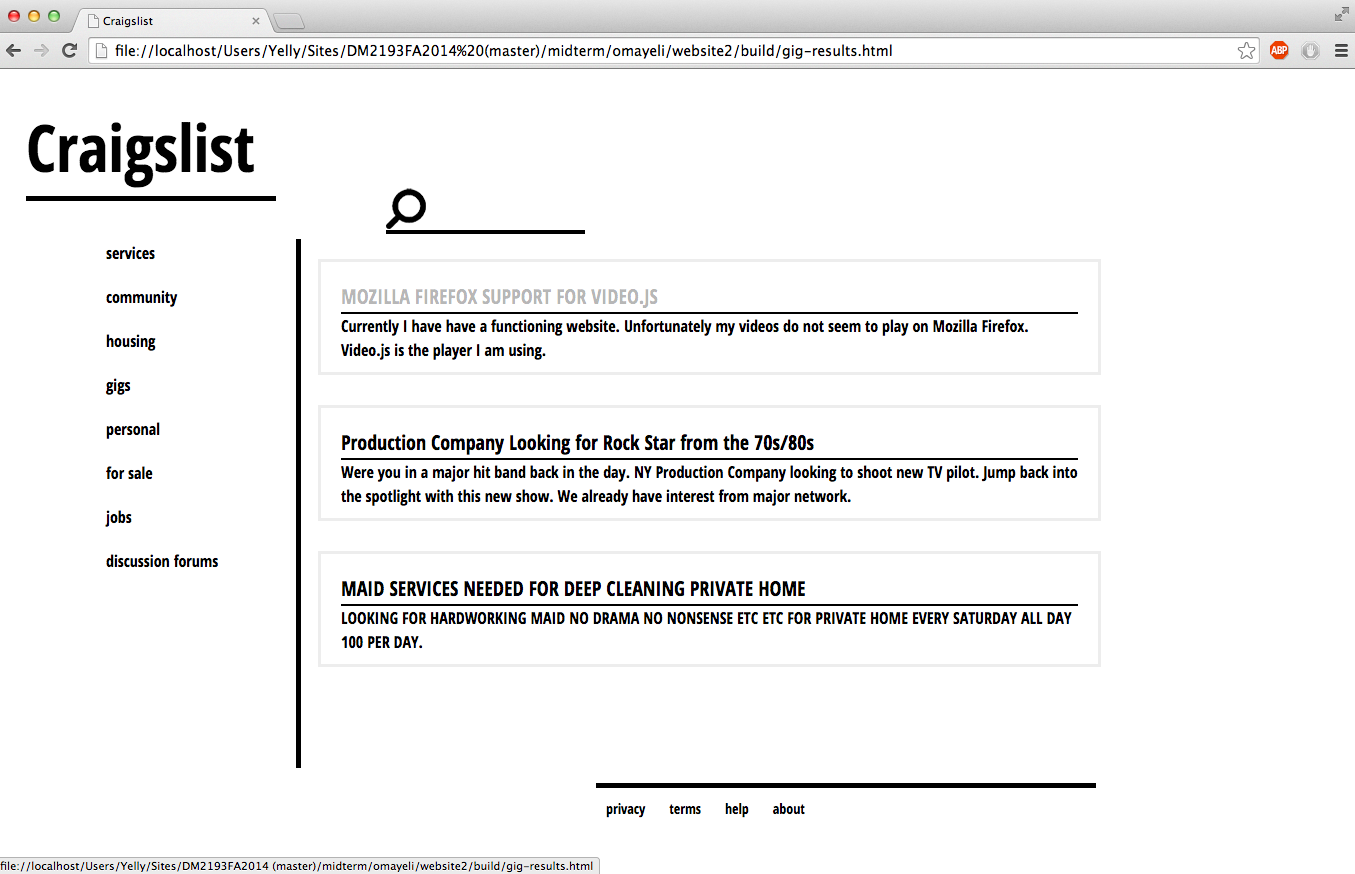 Craigslist
file://localhost/Users/Yelly/Sites/DM2193FA2014%20(master)/midterm/omayeli/website2/build/gig-results.html
ABP
Craigslist
services
community
housing
gigs
personal
for sale
jobs
discussion forums
MOZILLA FIREFOX SUPPORT FOR VIDEO.JS
Currently I have have a functioning website. Unfortunately my videos do not seem to play on Mozilla Firefox.
Video.js is the player I am using.
Production Company Looking for Rock Star from the 70s/80s
Were you in a major hit band back in the day. NY Production Company looking to shoot new TV pilot. Jump back into
the spotlight with this new show. We already have interest from major network.
MAID SERVICES NEEDED FOR DEEP CLEANING PRIVATE HOME
LOOKING FOR HARDWORKING MAID NO DRAMA NO NONSENSE ETC ETC FOR PRIVATE HOME EVERY SATURDAY ALL DAY
100 PER DAY.
privacy terms help about
file://localhost/Users/Yelly/Sites/DM2193FA2014 (master)/midterm/omayeli/website2/build/gig-results.html